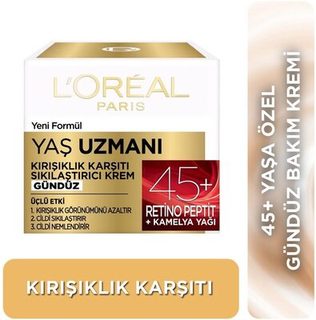 L'ORÉAL
PARIS
Yeni Formül
YAŞ UZMANI
KIRIŞIKLIK KARŞITI
SIKILAŞTIRICI KREM
GÜNDÜZ
ÜÇLÜ ETKİ
1. KIRIŞIKLIK GÖRÜNÜMÜNÜ AZALTIR
2. CİLDİ SIKILAŞTIRIR
3. CİLDİ NEMLENDİRİR
45+
RETINO PEPTİT
+ KAMELYA YAĞI
KIRIŞIKLIK KARŞITI
45+ YAŞA ÖZEL
GÜNDÜZ BAKIM KREMİ